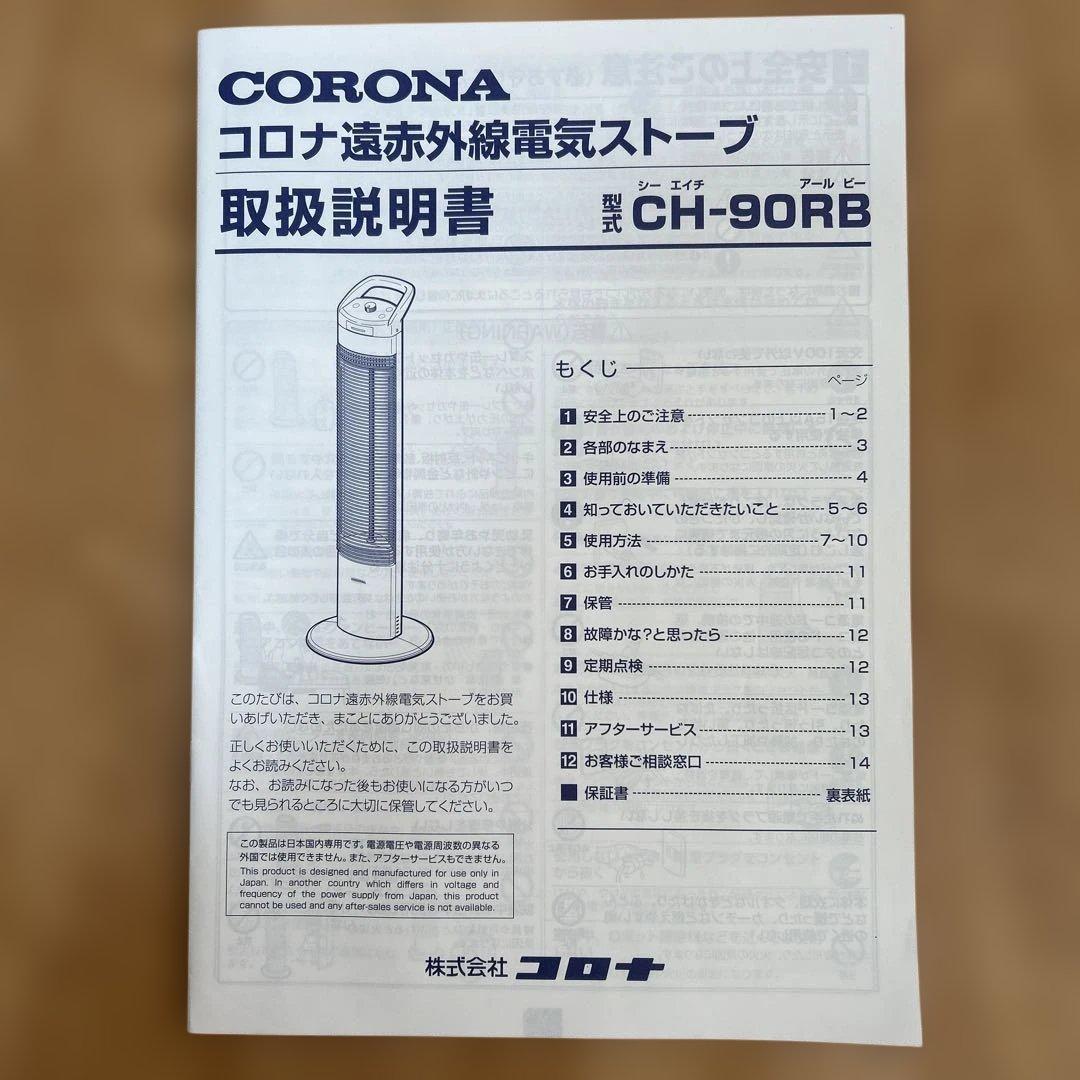 CORONA
コロナ遠赤外線電気ストーブ
取扱説明書
型式
シー エイチ
アール ビー
CH-90RB
もくじ
ページ
1 安全上のご注意 1〜2
2 各部のなまえ 3
3 使用前の準備 4
4 知っておいていただきたいこと 5〜6
5 使用方法 7〜10
6 お手入れのしかた 11
7 保管 11
8 故障かな?と思ったら 12
9 定期点検 12
10 仕様 13
11 アフターサービス 13
12 お客様ご相談窓口 14
■ 保証書 裏表紙
このたびは、コロナ遠赤外線電気ストーブをお買
いあげいただき、まことにありがとうございました。
正しくお使いいただくために、この取扱説明書を
よくお読みください。
なお、お読みになった後もお使いになる方がいつ
でも見られるところに大切に保管してください。
この製品は日本国内専用です。電源電圧や電源周波数の異なる
外国では使用できません。また、アフターサービスもできません。
This product is designed and manufactured for use only in
Japan. In another country which differs in voltage and
frequency of the power supply from Japan, this product
cannot be used and any after-sales service is not available.
株式会社 コロナ